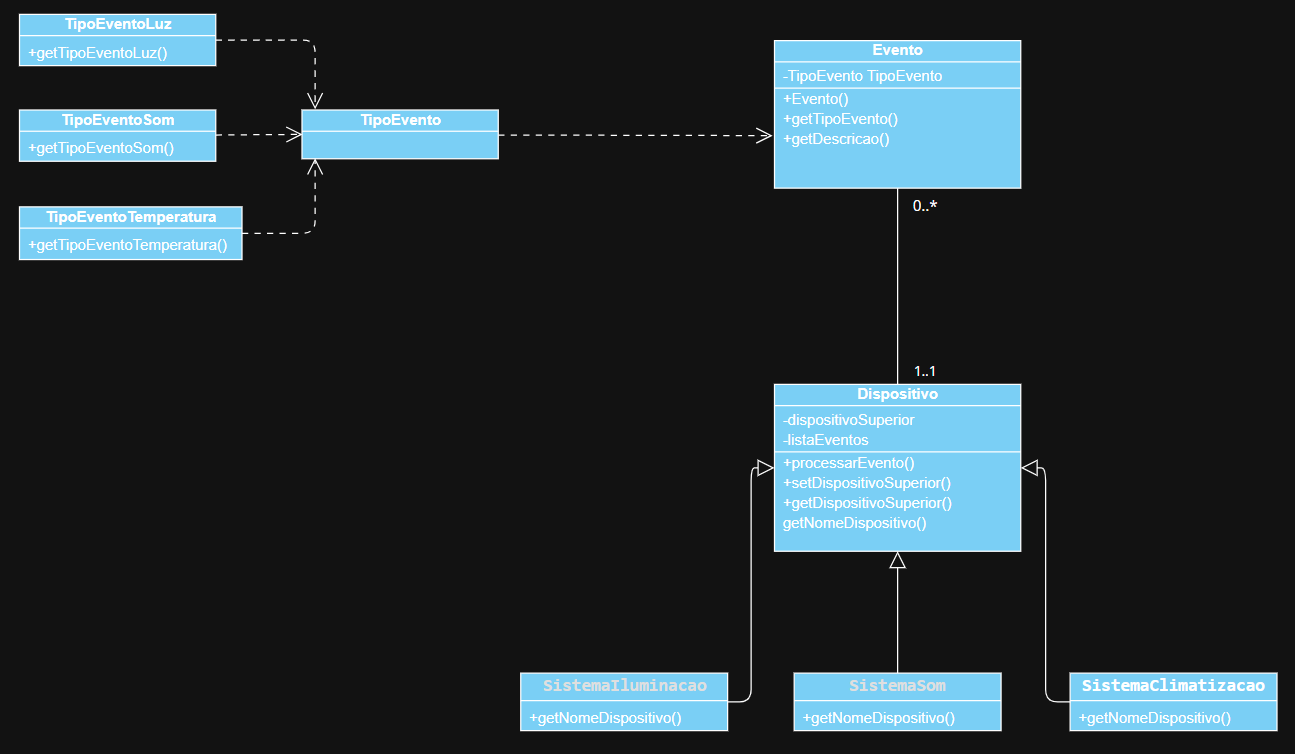 TipoEventoLuz
+getTipoEventoLuz()
TipoEventoSom
+getTipoEventoSom()
TipoEventoTemperatura
+getTipoEventoTemperatura()
TipoEvento
Evento
-TipoEvento TipoEvento
+Evento()
+getTipoEvento()
+getDescricao()
0..*
1..1
Dispositivo
-dispositivoSuperior
-listaEventos
+processarEvento()
+setDispositivoSuperior()
+getDispositivoSuperior()
getNomeDispositivo()
SistemaIluminacao
+getNomeDispositivo()
SistemaSom
+getNomeDispositivo()
SistemaClimatizacao
+getNomeDispositivo()